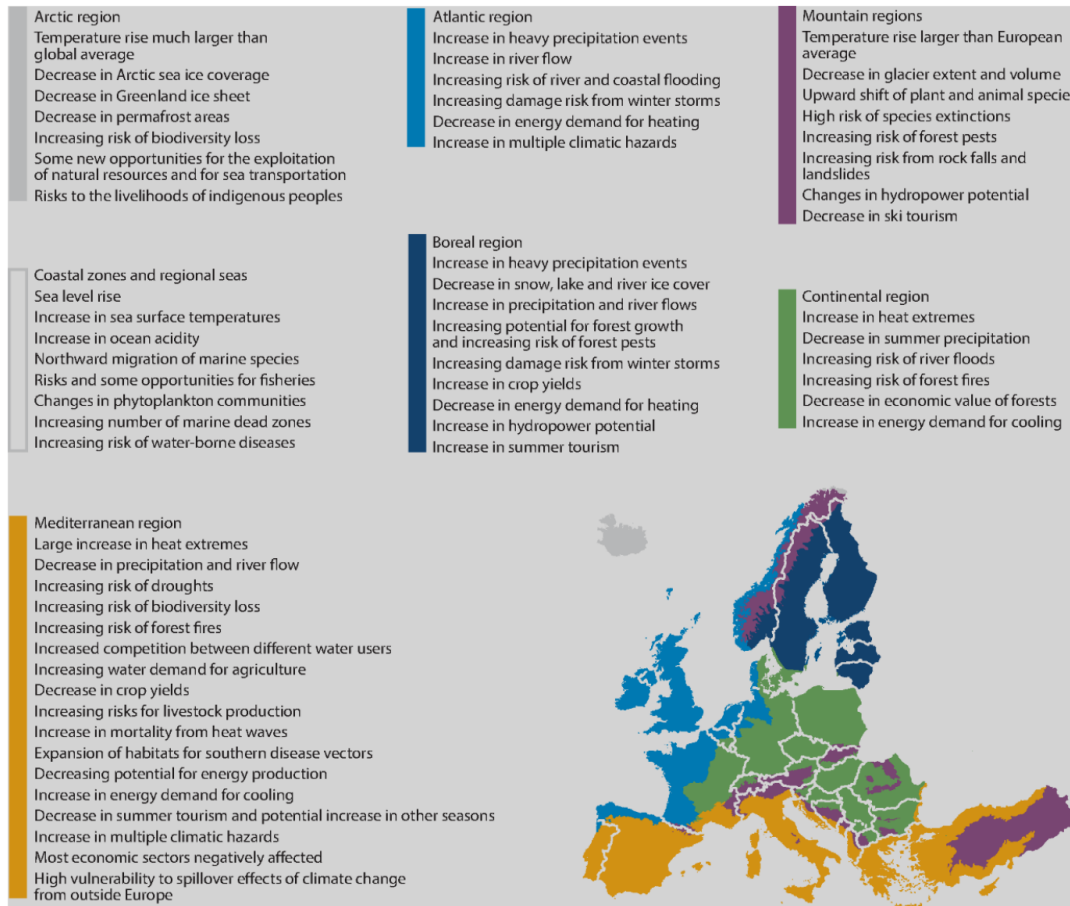 Arctic region
Temperature rise much larger than
global average
Decrease in Arctic sea ice coverage
Decrease in Greenland ice sheet
Decrease in permafrost areas
Increasing risk of biodiversity loss
Some new opportunities for the exploitation
of natural resources and for sea transportation
Risks to the livelihoods of indigenous peoples
Coastal zones and regional seas
Sea level rise
Increase in sea surface temperatures
Increase in ocean acidity
Northward migration of marine species
Risks and some opportunities for fisheries
Changes in phytoplankton communities
Increasing number of marine dead zones
Increasing risk of water-borne diseases
Atlantic region
Increase in heavy precipitation events
Increase in river flow
Increasing risk of river and coastal flooding
Increasing damage risk from winter storms
Decrease in energy demand for heating
Increase in multiple climatic hazards
Boreal region
Increase in heavy precipitation events
Decrease in snow, lake and river ice cover
Increase in precipitation and river flows
Increasing potential for forest growth
and increasing risk of forest pests
Increasing damage risk from winter storms
Increase in crop yields
Decrease in energy demand for heating
Increase in hydropower potential
Increase in summer tourism
Mountain regions
Temperature rise larger than European
average
Decrease in glacier extent and volume
Upward shift of plant and animal specie
High risk of species extinctions
Increasing risk of forest pests
Increasing risk from rock falls and
landslides
Changes in hydropower potential
Decrease in ski tourism
Continental region
Increase in heat extremes
Decrease in summer precipitation
Increasing risk of river floods
Increasing risk of forest fires
Decrease in economic value of forests
Increase in energy demand for cooling
Mediterranean region
Large increase in heat extremes
Decrease in precipitation and river flow
Increasing risk of droughts
Increasing risk of biodiversity loss
Increasing risk of forest fires
Increased competition between different water users
Increasing water demand for agriculture
Decrease in crop yields
Increasing risks for livestock production
Increase in mortality from heat waves
Expansion of habitats for southern disease vectors
Decreasing potential for energy production
Increase in energy demand for cooling
Decrease in summer tourism and potential increase in other seasons
Increase in multiple climatic hazards
Most economic sectors negatively affected
High vulnerability to spillover effects of climate change
from outside Europe